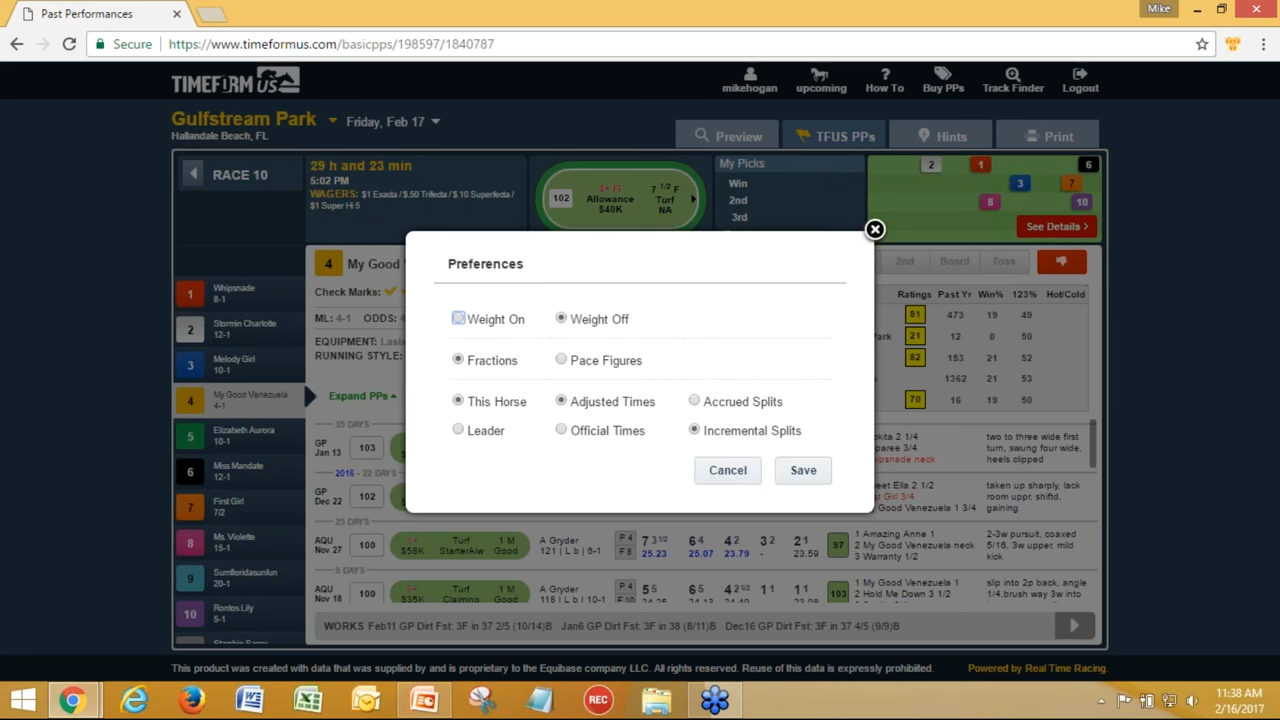 Past Performances
Mike
Secure https://www.timeformus.com/basicpps/198597/1840787
TIMEFORM US
mikehogan upcoming How To Buy PPs Track Finder Logout
Gulfstream Park Friday, Feb 17
Hallandale Beach, FL
Preview TFUS PPs Hints Print
RACE 10
29 h and 23 min
5:02 PM
WAGERS: $1 Exacta / $.50 Trifecta / $.10 Superfecta /
$1 Super Hi 5
102 Allowance $40K 7 1/2 F Turf NA
My Picks
Win
2nd
3rd
2 1 6
3 7
8 10
See Details >
1 Whipsnade 8-1
2 Stormin Charlotte 12-1
3 Melody Girl 10-1
4 My Good Venezuela 4-1
5 Elizabeth Aurora 10-1
6 Miss Mandate 12-1
7 First Girl 7/2
8 Ms. Violette 15-1
9 Sumfloridasunfun 20-1
10 Rontos Lily 5-1
4 My Good
Check Marks:
ML: 4-1 ODDS:
EQUIPMENT: Lasix
RUNNING STYLE:
Expand PPs
2nd Board Toss
Ratings Past Yr Win% 123% Hot/Cold
81 473 19 49
21 12 0 50
82 153 21 52
1362 21 53
70 16 19 50
Preferences
Weight On Weight Off
Fractions Pace Figures
This Horse Adjusted Times Accrued Splits
Leader Official Times Incremental Splits
Cancel Save
35 DAYS
GP Jan 13 103
two to three wide first turn, swung four wide, heels clipped
2016 - 22 DAYS
GP Dec 22 102
taken up sharply, lack room uppr, shiftd, gaining
25 DAYS
AQU Nov 27 100 $58K Turf StarterAlw 1 M Good
A Gryder 121 | L b | 6-1
P 4 F 8
7 3 1/2 6 4 4 2 3 2 2 1
25.23 25.07 23.79 - 23.59
97
1 Amazing Anne 1
2 My Good Venezuela neck
3 Warranty 1/2
2-3w pursuit, coaxed 5/16, 3w upper, mild kick
9 DAYS
AQU Nov 18 100 $35K Turf Claiming 1 M Good
A Gryder 118 | L b | 10-1
P 4 F 10
103
1 My Good Venezuela 1
2 Hold Me Down 3 1/2
slip into 2p back, angle 1/4.brush way 3w into
WORKS Feb11 GP Dirt Fst: 3F in 37 2/5 (10/14)B Jan6 GP Dirt Fst: 3F in 38 (8/11)B Dec16 GP Dirt Fst: 3F in 37 4/5 (9/9)B
This product was created with data that was supplied by and is proprietary to the Equibase company LLC. All rights reserved. Reuse of this data is expressly prohibited. Powered by Real Time Racing.
REC
11:38 AM
2/16/2017